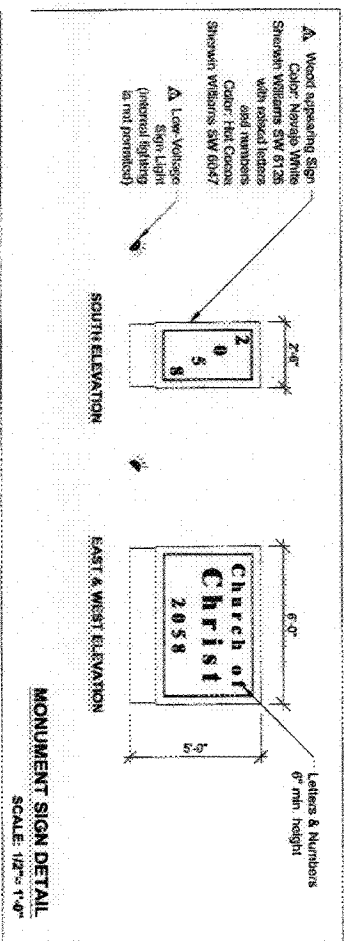 ⚠ Wood appearing Sign
Color: Navajo White
Sherwin Williams SW 6126
with raised letters
and numbers
Color: Hot Cocoa
Sherwin Williams SW 6047
⚠ Low-Voltage
Sign Light
(internal lighting
is not permitted)
2'-6"
2
0
5
8
SOUTH ELEVATION
6'-0"
Church of
Christ
2058
5'-0"
Letters & Numbers
6" min. height
EAST & WEST ELEVATION
MONUMENT SIGN DETAIL
SCALE: 1/2"= 1'-0"